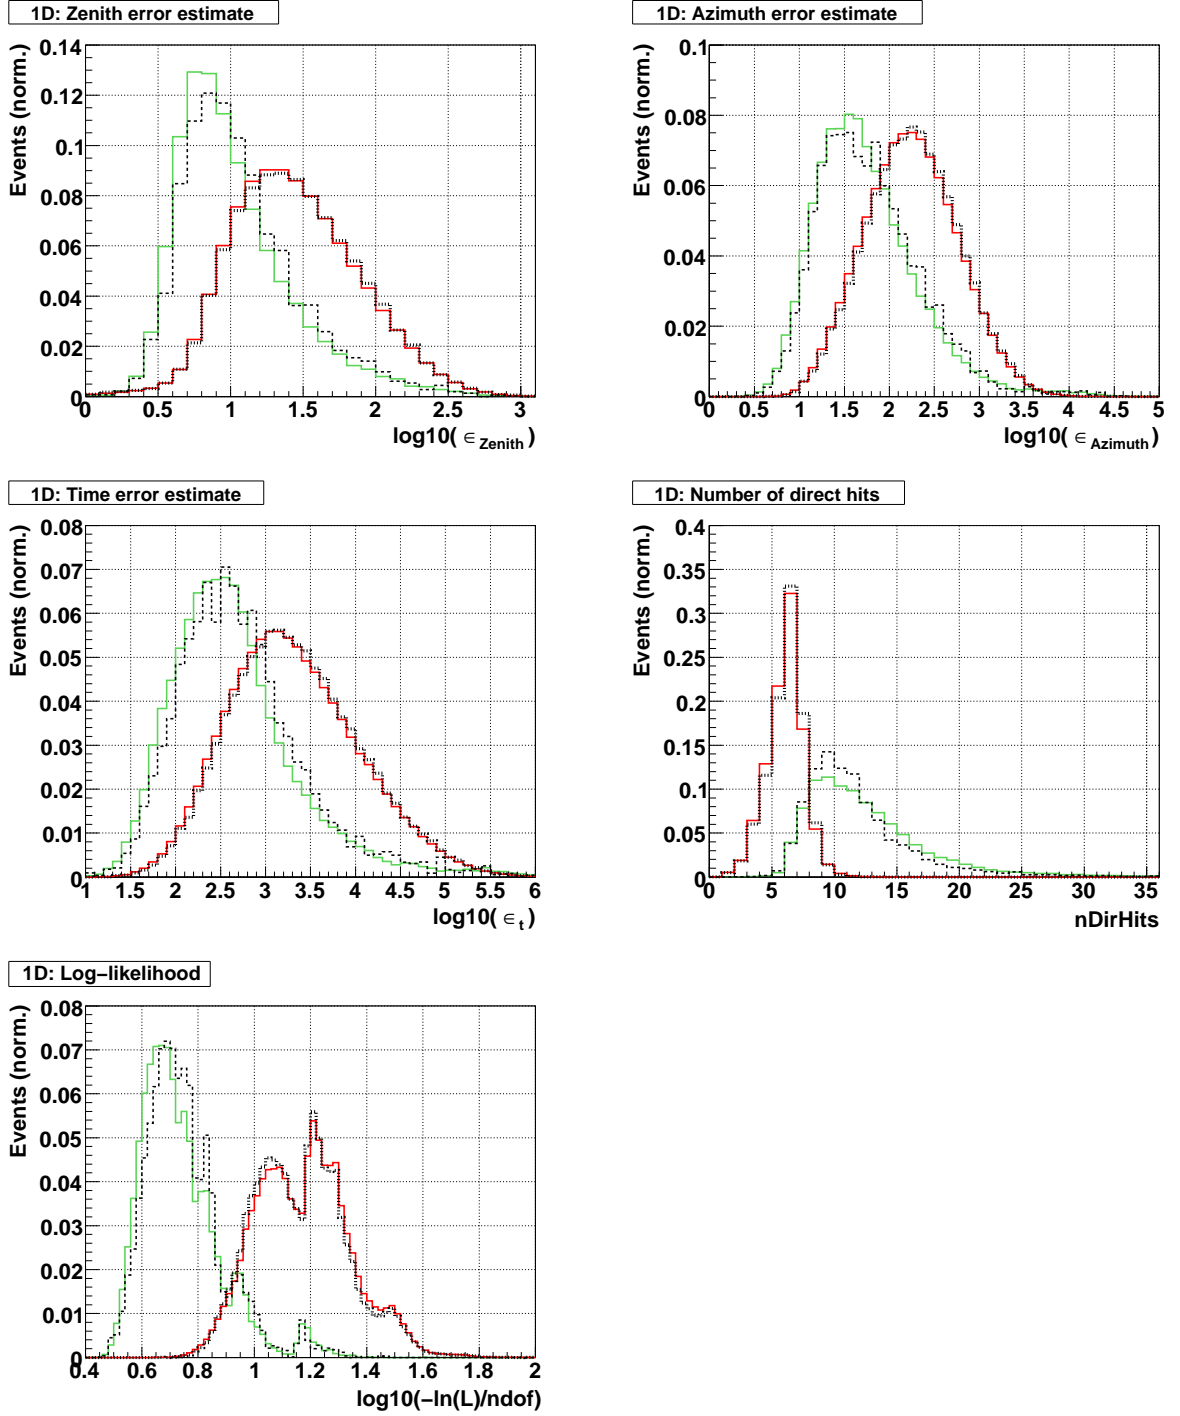 1D: Zenith error estimate
Events (norm.)
0.14
0.12
0.1
0.08
0.06
0.04
0.02
0
0 0.5 1 1.5 2 2.5 3
log10( ∈Zenith)
1D: Azimuth error estimate
Events (norm.)
0.1
0.08
0.06
0.04
0.02
0
0 0.5 1 1.5 2 2.5 3 3.5 4 4.5 5
log10( ∈Azimuth)
1D: Time error estimate
Events (norm.)
0.08
0.07
0.06
0.05
0.04
0.03
0.02
0.01
0
1 1.5 2 2.5 3 3.5 4 4.5 5 5.5 6
log10( ∈t)
1D: Number of direct hits
Events (norm.)
0.4
0.35
0.3
0.25
0.2
0.15
0.1
0.05
0
0 5 10 15 20 25 30 35
nDirHits
1D: Log−likelihood
Events (norm.)
0.08
0.07
0.06
0.05
0.04
0.03
0.02
0.01
0
0.4 0.6 0.8 1 1.2 1.4 1.6 1.8 2
log10(−ln(L)/ndof)